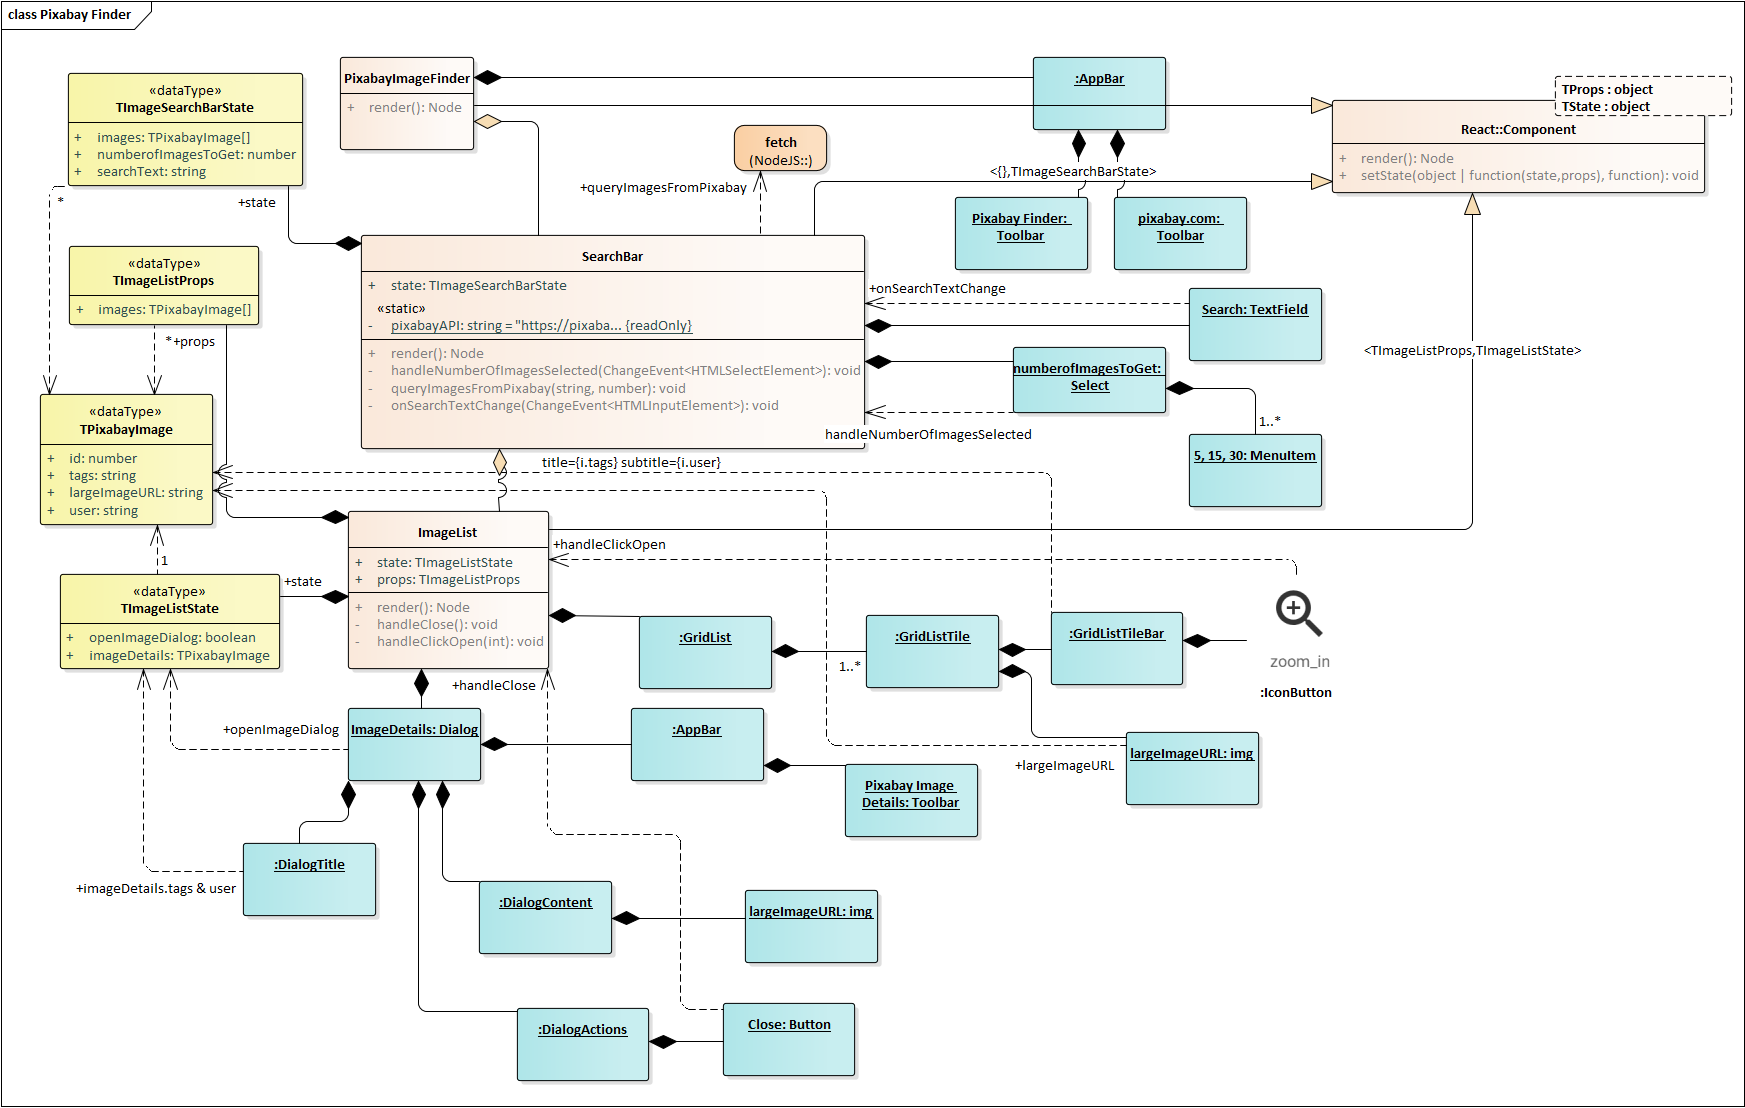 class Pixabay Finder
«dataType»
TImageSearchBarState
+ images: TPixabayImage[]
+ numberofImagesToGet: number
+ searchText: string
*
+state
PixabayImageFinder
+ render(): Node
:AppBar
TProps : object
TState : object
React::Component
+ render(): Node
+ setState(object | function(state,props), function): void
fetch
(NodeJS::)
+queryImagesFromPixabay
<{},TImageSearchBarState>
Pixabay Finder:
Toolbar
pixabay.com:
Toolbar
«dataType»
TImageListProps
+ images: TPixabayImage[]
*
+props
SearchBar
+ state: TImageSearchBarState
«static»
- pixabayAPI: string = "https://pixaba... {readOnly}
+ render(): Node
- handleNumberOfImagesSelected(ChangeEvent<HTMLSelectElement>): void
- queryImagesFromPixabay(string, number): void
- onSearchTextChange(ChangeEvent<HTMLInputElement>): void
+onSearchTextChange
Search: TextField
numberofImagesToGet:
Select
handleNumberOfImagesSelected
1..*
5, 15, 30: MenuItem
<TImageListProps,TImageListState>
«dataType»
TPixabayImage
+ id: number
+ tags: string
+ largeImageURL: string
+ user: string
1
title={i.tags} subtitle={i.user}
«dataType»
TImageListState
+ openImageDialog: boolean
+ imageDetails: TPixabayImage
+state
ImageList
+ state: TImageListState
+ props: TImageListProps
+ render(): Node
- handleClose(): void
- handleClickOpen(int): void
+handleClickOpen
:GridList
1..*
:GridListTile
:GridListTileBar
zoom_in
:IconButton
+handleClose
+openImageDialog
ImageDetails: Dialog
:AppBar
Pixabay Image
Details: Toolbar
+largeImageURL
largeImageURL: img
:DialogTitle
+imageDetails.tags & user
:DialogContent
largeImageURL: img
:DialogActions
Close: Button